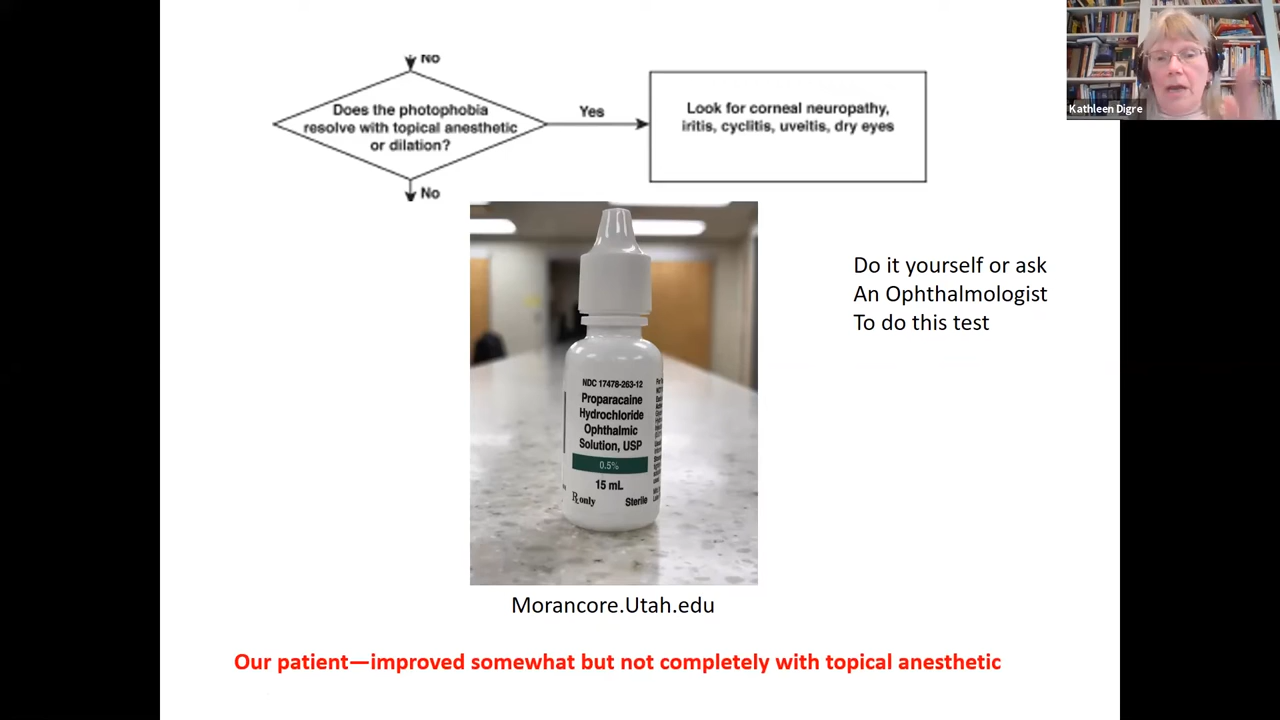 No
Does the photophobia
resolve with topical anesthetic
or dilation?
Yes
Look for corneal neuropathy,
iritis, cyclitis, uveitis, dry eyes
No
Kathleen Digre
Do it yourself or ask
An Ophthalmologist
To do this test
NDC 17478-263-12
Proparacaine
Hydrochloride
Ophthalmic
Solution, USP
0.5%
15 mL
Rx only
Sterile
Morancore.Utah.edu
Our patient—improved somewhat but not completely with topical anesthetic